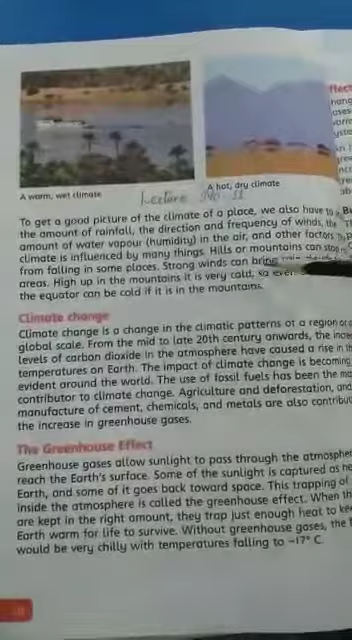 A warm, wet climate
A hot, dry climate
Lecture
To get a good picture of the climate of a place, we also have to
the amount of rainfall, the direction and frequency of winds, the
amount of water vapour (humidity) in the air, and other factors
climate is influenced by many things. Hills or mountains can stop
from falling in some places. Strong winds can bring
areas. High up in the mountains it is very cold, so even
the equator can be cold if it is in the mountains.
Climate change
Climate change is a change in the climatic patterns of a region or
global scale. From the mid to late 20th century onwards, the
levels of carbon dioxide in the atmosphere have caused a rise in
temperatures on Earth. The impact of climate change is becoming
evident around the world. The use of fossil fuels has been the
contributor to climate change. Agriculture and deforestation, and
manufacture of cement, chemicals, and metals are also
the increase in greenhouse gases.
The Greenhouse Effect
Greenhouse gases allow sunlight to pass through the
reach the Earth's surface. Some of the sunlight is captured as
Earth, and some of it goes back toward space. This trapping of
inside the atmosphere is called the greenhouse effect. When
are kept in the right amount, they trap just enough heat to
Earth warm for life to survive. Without greenhouse gases, the
would be very chilly with temperatures falling to –17° C.